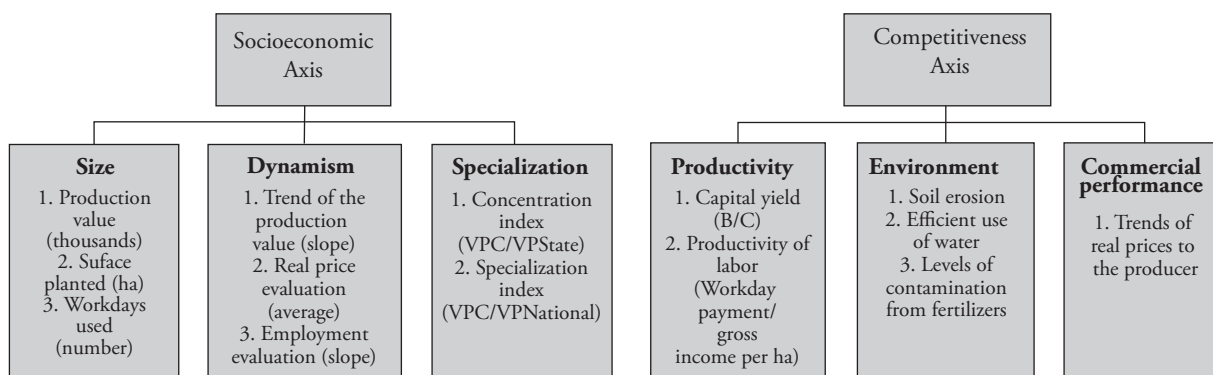 Socioeconomic
Axis
Size
1. Production
value
(thousands)
2. Suface
planted (ha)
3. Workdays
used
(number)
Dynamism
1. Trend of the
production
value (slope)
2. Real price
evaluation
(average)
3. Employment
evaluation (slope)
Specialization
1. Concentration
index
(VPC/VPState)
2. Specialization
index
(VPC/VPNational)
Competitiveness
Axis
Productivity
1. Capital yield
(B/C)
2. Productivity of
labor
(Workday
payment/
gross
income per ha)
Environment
1. Soil erosion
2. Efficient use
of water
3. Levels of
contamination
from fertilizers
Commercial
performance
1. Trends of
real prices to
the producer